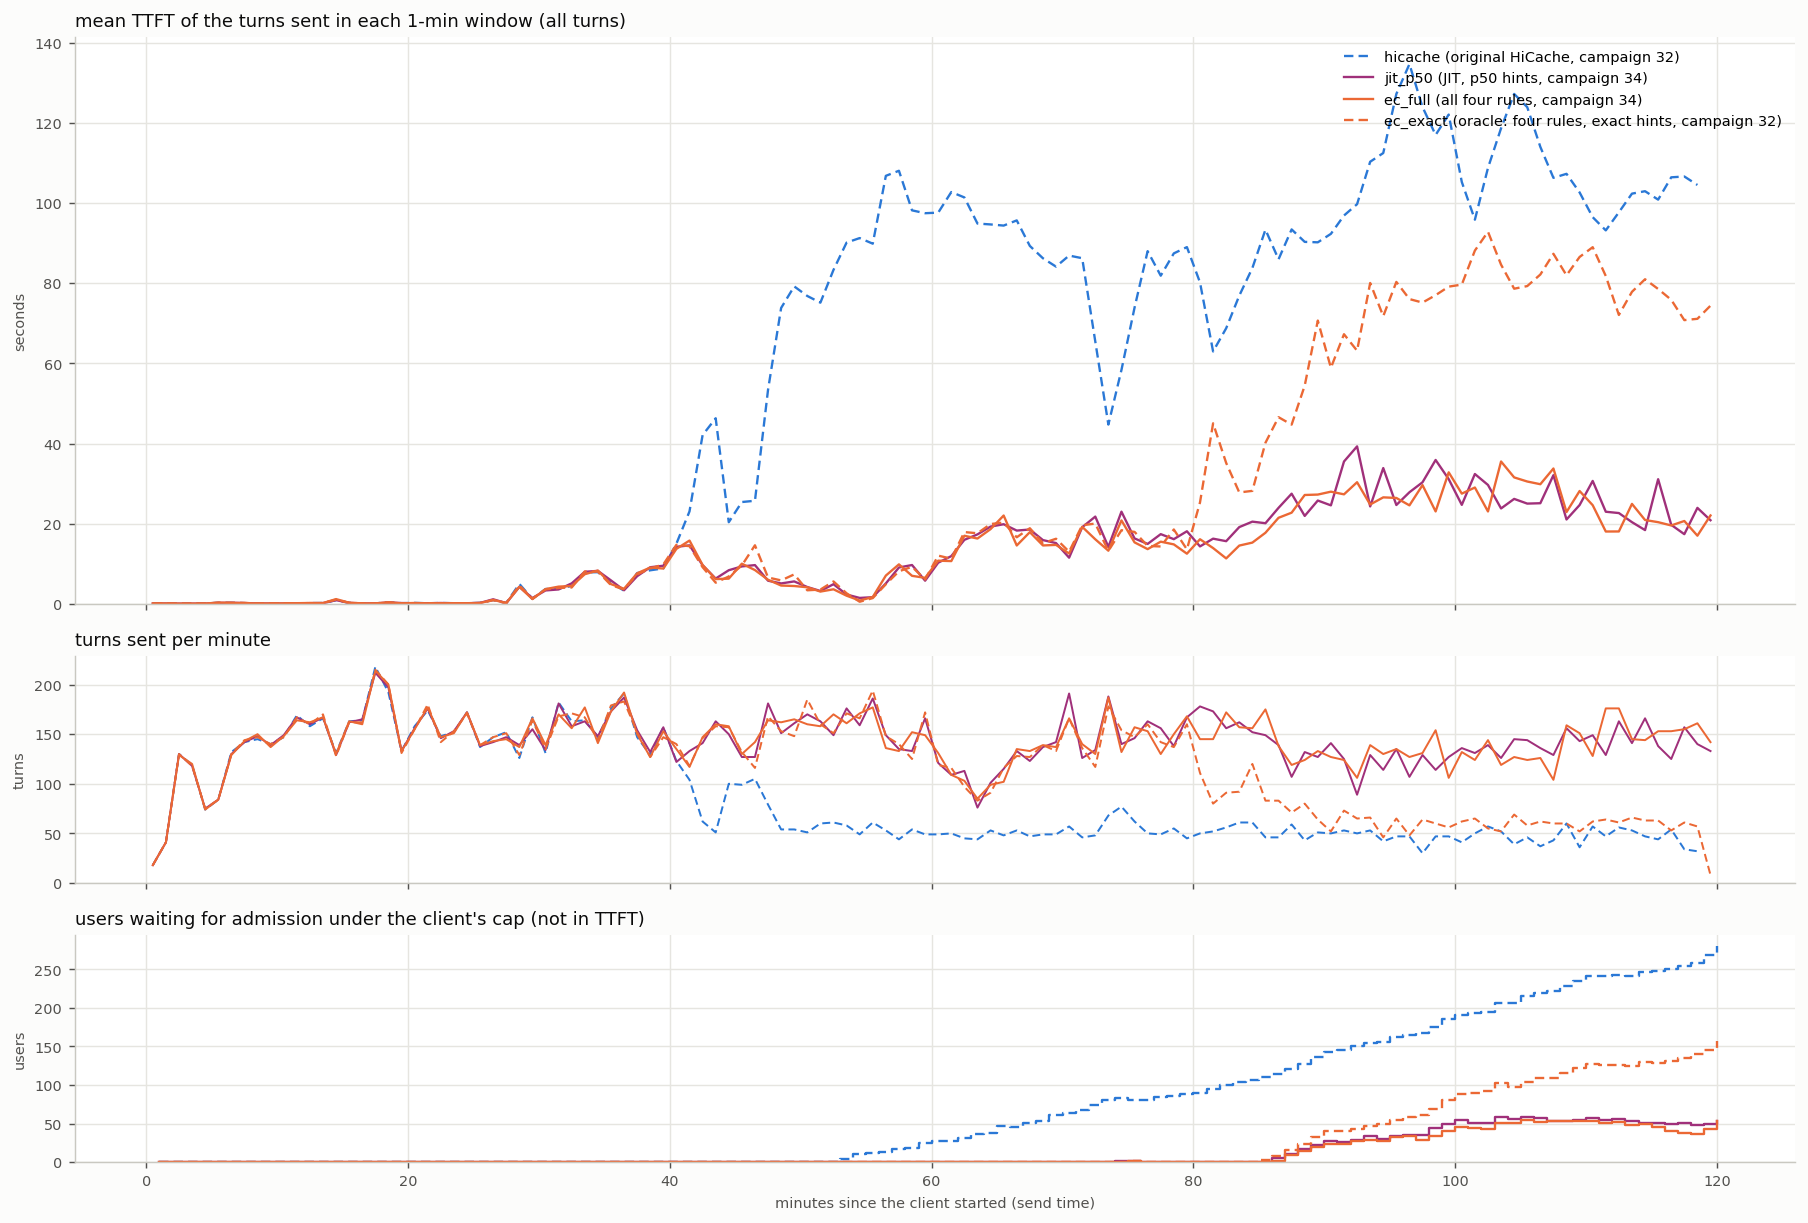 mean TTFT of the turns sent in each 1-min window (all turns)
140
120
100
80
60
40
20
0
seconds
hicache (original HiCache, campaign 32)
jit_p50 (JIT, p50 hints, campaign 34)
ec_full (all four rules, campaign 34)
ec_exact (oracle: four rules, exact hints, campaign 32)
turns sent per minute
200
150
100
50
0
turns
users waiting for admission under the client's cap (not in TTFT)
250
200
150
100
50
0
users
0 20 40 60 80 100 120
minutes since the client started (send time)